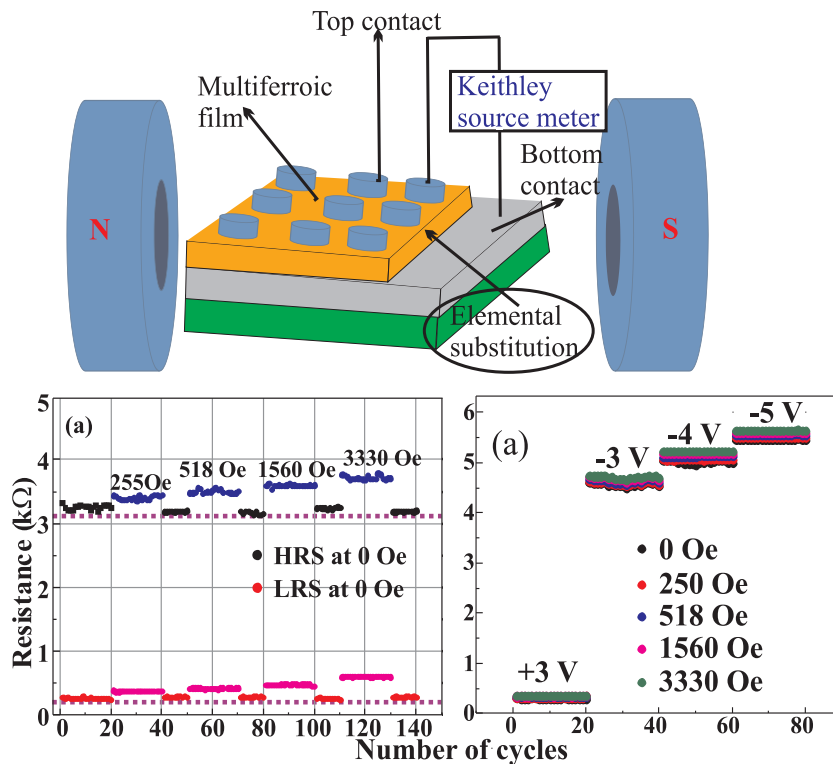 Top contact
Multiferroic
film
Keithley
source meter
Bottom
contact
N
S
Elemental
substitution
(a)
255Oe
518 Oe
1560 Oe
3330 Oe
HRS at 0 Oe
LRS at 0 Oe
Resistance (kΩ)
5
4
3
2
1
0
0 20 40 60 80 100 120 140
(a)
-3 V
-4 V
-5 V
+3 V
0 Oe
250 Oe
518 Oe
1560 Oe
3330 Oe
6
5
4
3
2
1
0
0 20 40 60 80
Number of cycles